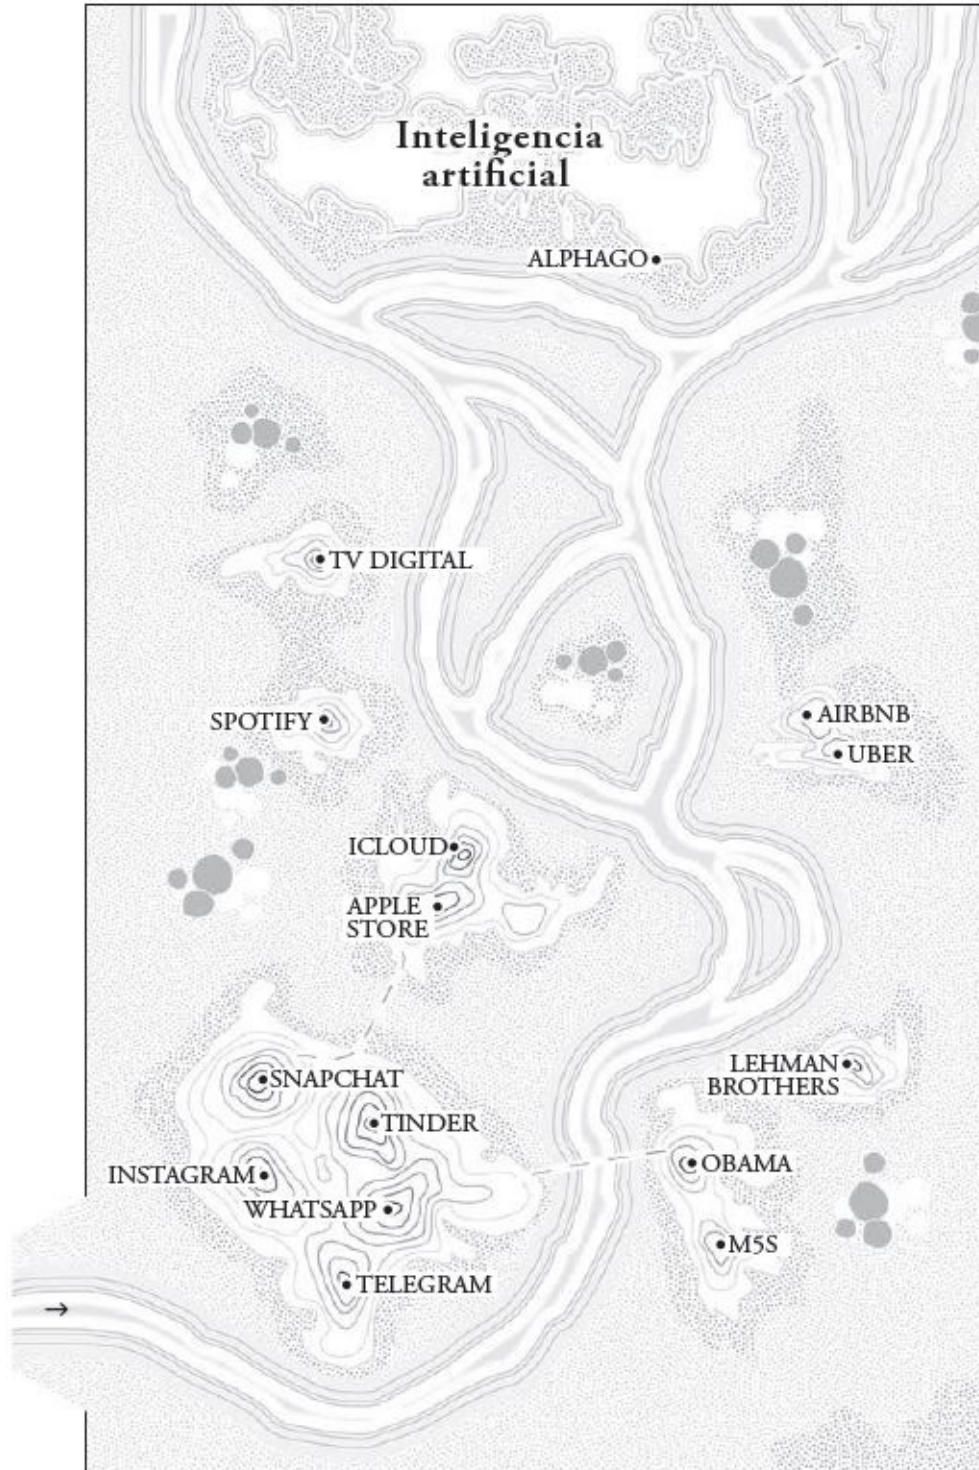 Inteligencia
artificial
ALPHAGO
TV DIGITAL
SPOTIFY
AIRBNB
UBER
ICLOUD
APPLE
STORE
LEHMAN
BROTHERS
SNAPCHAT
TINDER
OBAMA
INSTAGRAM
WHATSAPP
M5S
TELEGRAM
→